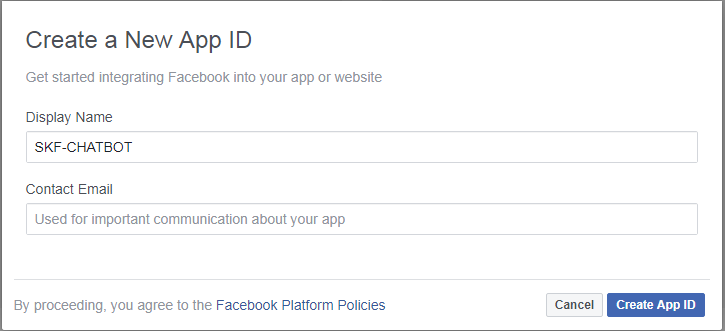 Create a New App ID
Get started integrating Facebook into your app or website
Display Name
SKF-CHATBOT
Contact Email
Used for important communication about your app
By proceeding, you agree to the Facebook Platform Policies
Cancel
Create App ID